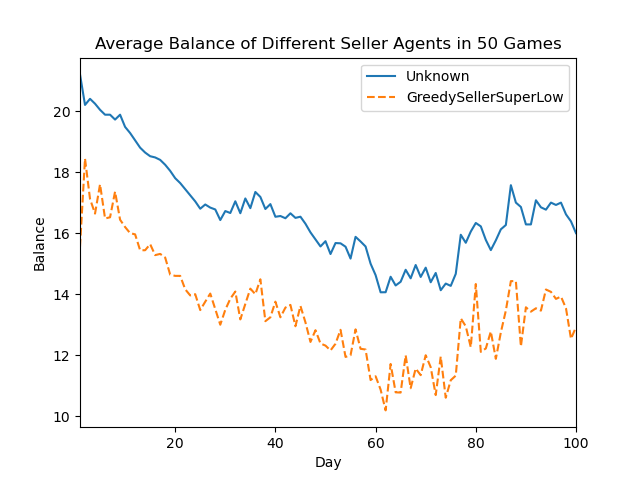 Average Balance of Different Seller Agents in 50 Games
Unknown
GreedySellerSuperLow
Balance
20
18
16
14
12
10
20
40
60
80
100
Day